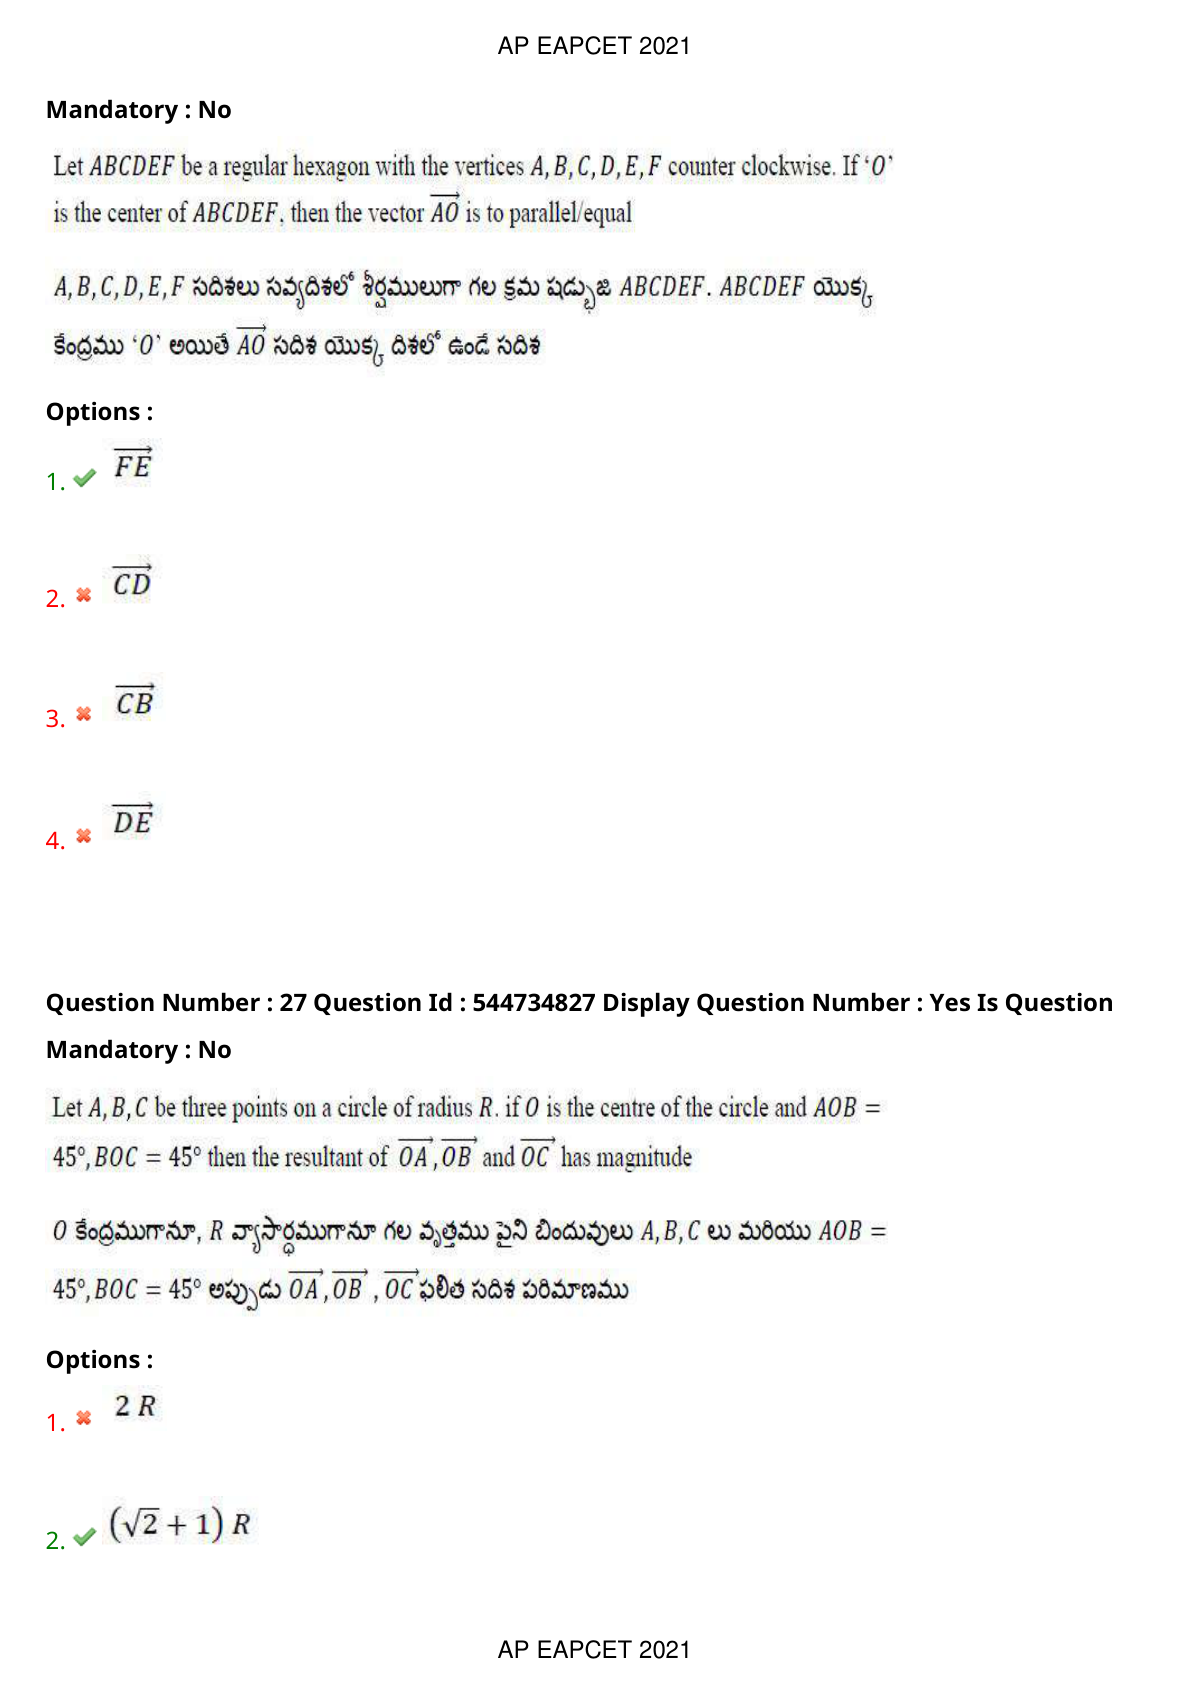 AP EAPCET 2021
Mandatory : No
Let ABCDEF be a regular hexagon with the vertices A, B, C, D, E, F counter clockwise. If ‘O’
is the center of ABCDEF, then the vector \overrightarrow{AO} is to parallel/equal
A, B, C, D, E, F సదిశలు సవ్యదిశలో శీర్షములుగా గల క్రమ షడ్భుజి ABCDEF. ABCDEF యొక్క
కేంద్రము ‘O’ అయితే \overrightarrow{AO} సదిశ యొక్క దిశలో ఉండే సదిశ
Options :
1. ✔ \overrightarrow{FE}
2. ✖ \overrightarrow{CD}
3. ✖ \overrightarrow{CB}
4. ✖ \overrightarrow{DE}
Question Number : 27 Question Id : 544734827 Display Question Number : Yes Is Question
Mandatory : No
Let A, B, C be three points on a circle of radius R. if O is the centre of the circle and AOB =
45°, BOC = 45° then the resultant of \overrightarrow{OA}, \overrightarrow{OB} and \overrightarrow{OC} has magnitude
O కేంద్రముగానూ, R వ్యాసార్ధముగానూ గల వృత్తము పైని బిందువులు A, B, C లు మరియు AOB =
45°, BOC = 45° అప్పుడు \overrightarrow{OA}, \overrightarrow{OB} , \overrightarrow{OC} ఫలిత సదిశ పరిమాణము
Options :
1. ✖ 2 R
2. ✔ (√2 + 1) R
AP EAPCET 2021